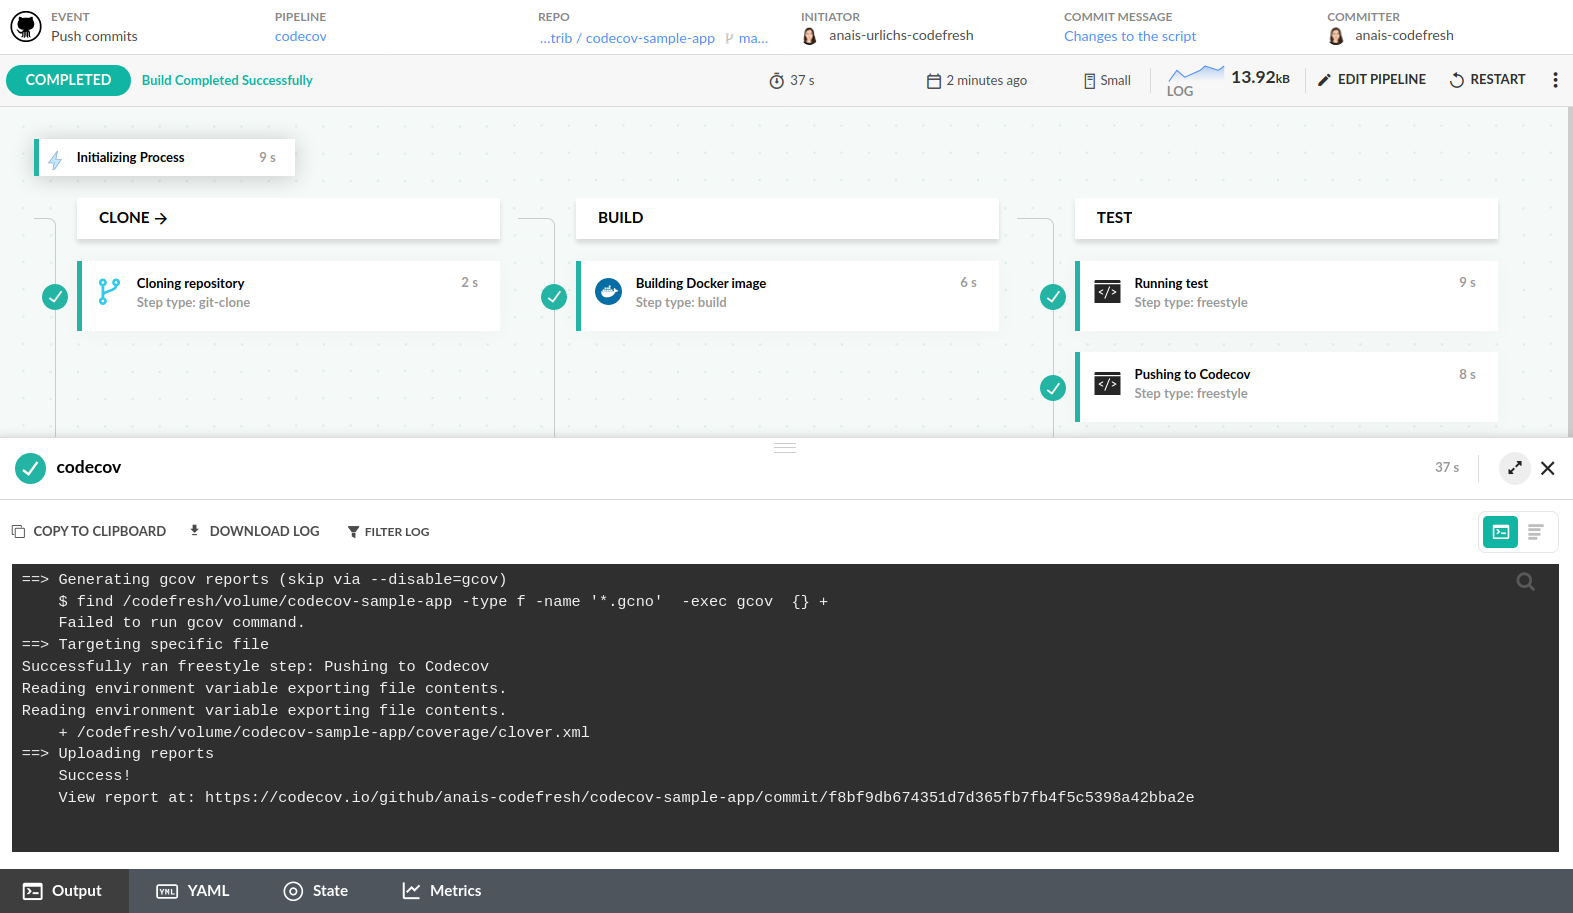 EVENT
Push commits
PIPELINE
codecov
REPO
...trib / codecov-sample-app ma...
INITIATOR
anais-urlichs-codefresh
COMMIT MESSAGE
Changes to the script
COMMITTER
anais-codefresh
COMPLETED Build Completed Successfully 37 s 2 minutes ago Small LOG 13.92kB EDIT PIPELINE RESTART
Initializing Process 9 s
CLONE →
Cloning repository 2 s
Step type: git-clone
BUILD
Building Docker image 6 s
Step type: build
TEST
Running test 9 s
Step type: freestyle
Pushing to Codecov 8 s
Step type: freestyle
codecov 37 s
COPY TO CLIPBOARD DOWNLOAD LOG FILTER LOG
==> Generating gcov reports (skip via --disable=gcov)
$ find /codefresh/volume/codecov-sample-app -type f -name '*.gcno'  -exec gcov  {} +
Failed to run gcov command.
==> Targeting specific file
Successfully ran freestyle step: Pushing to Codecov
Reading environment variable exporting file contents.
Reading environment variable exporting file contents.
+ /codefresh/volume/codecov-sample-app/coverage/clover.xml
==> Uploading reports
Success!
View report at: https://codecov.io/github/anais-codefresh/codecov-sample-app/commit/f8bf9db674351d7d365fb7fb4f5c5398a42bba2e
Output YML YAML State Metrics